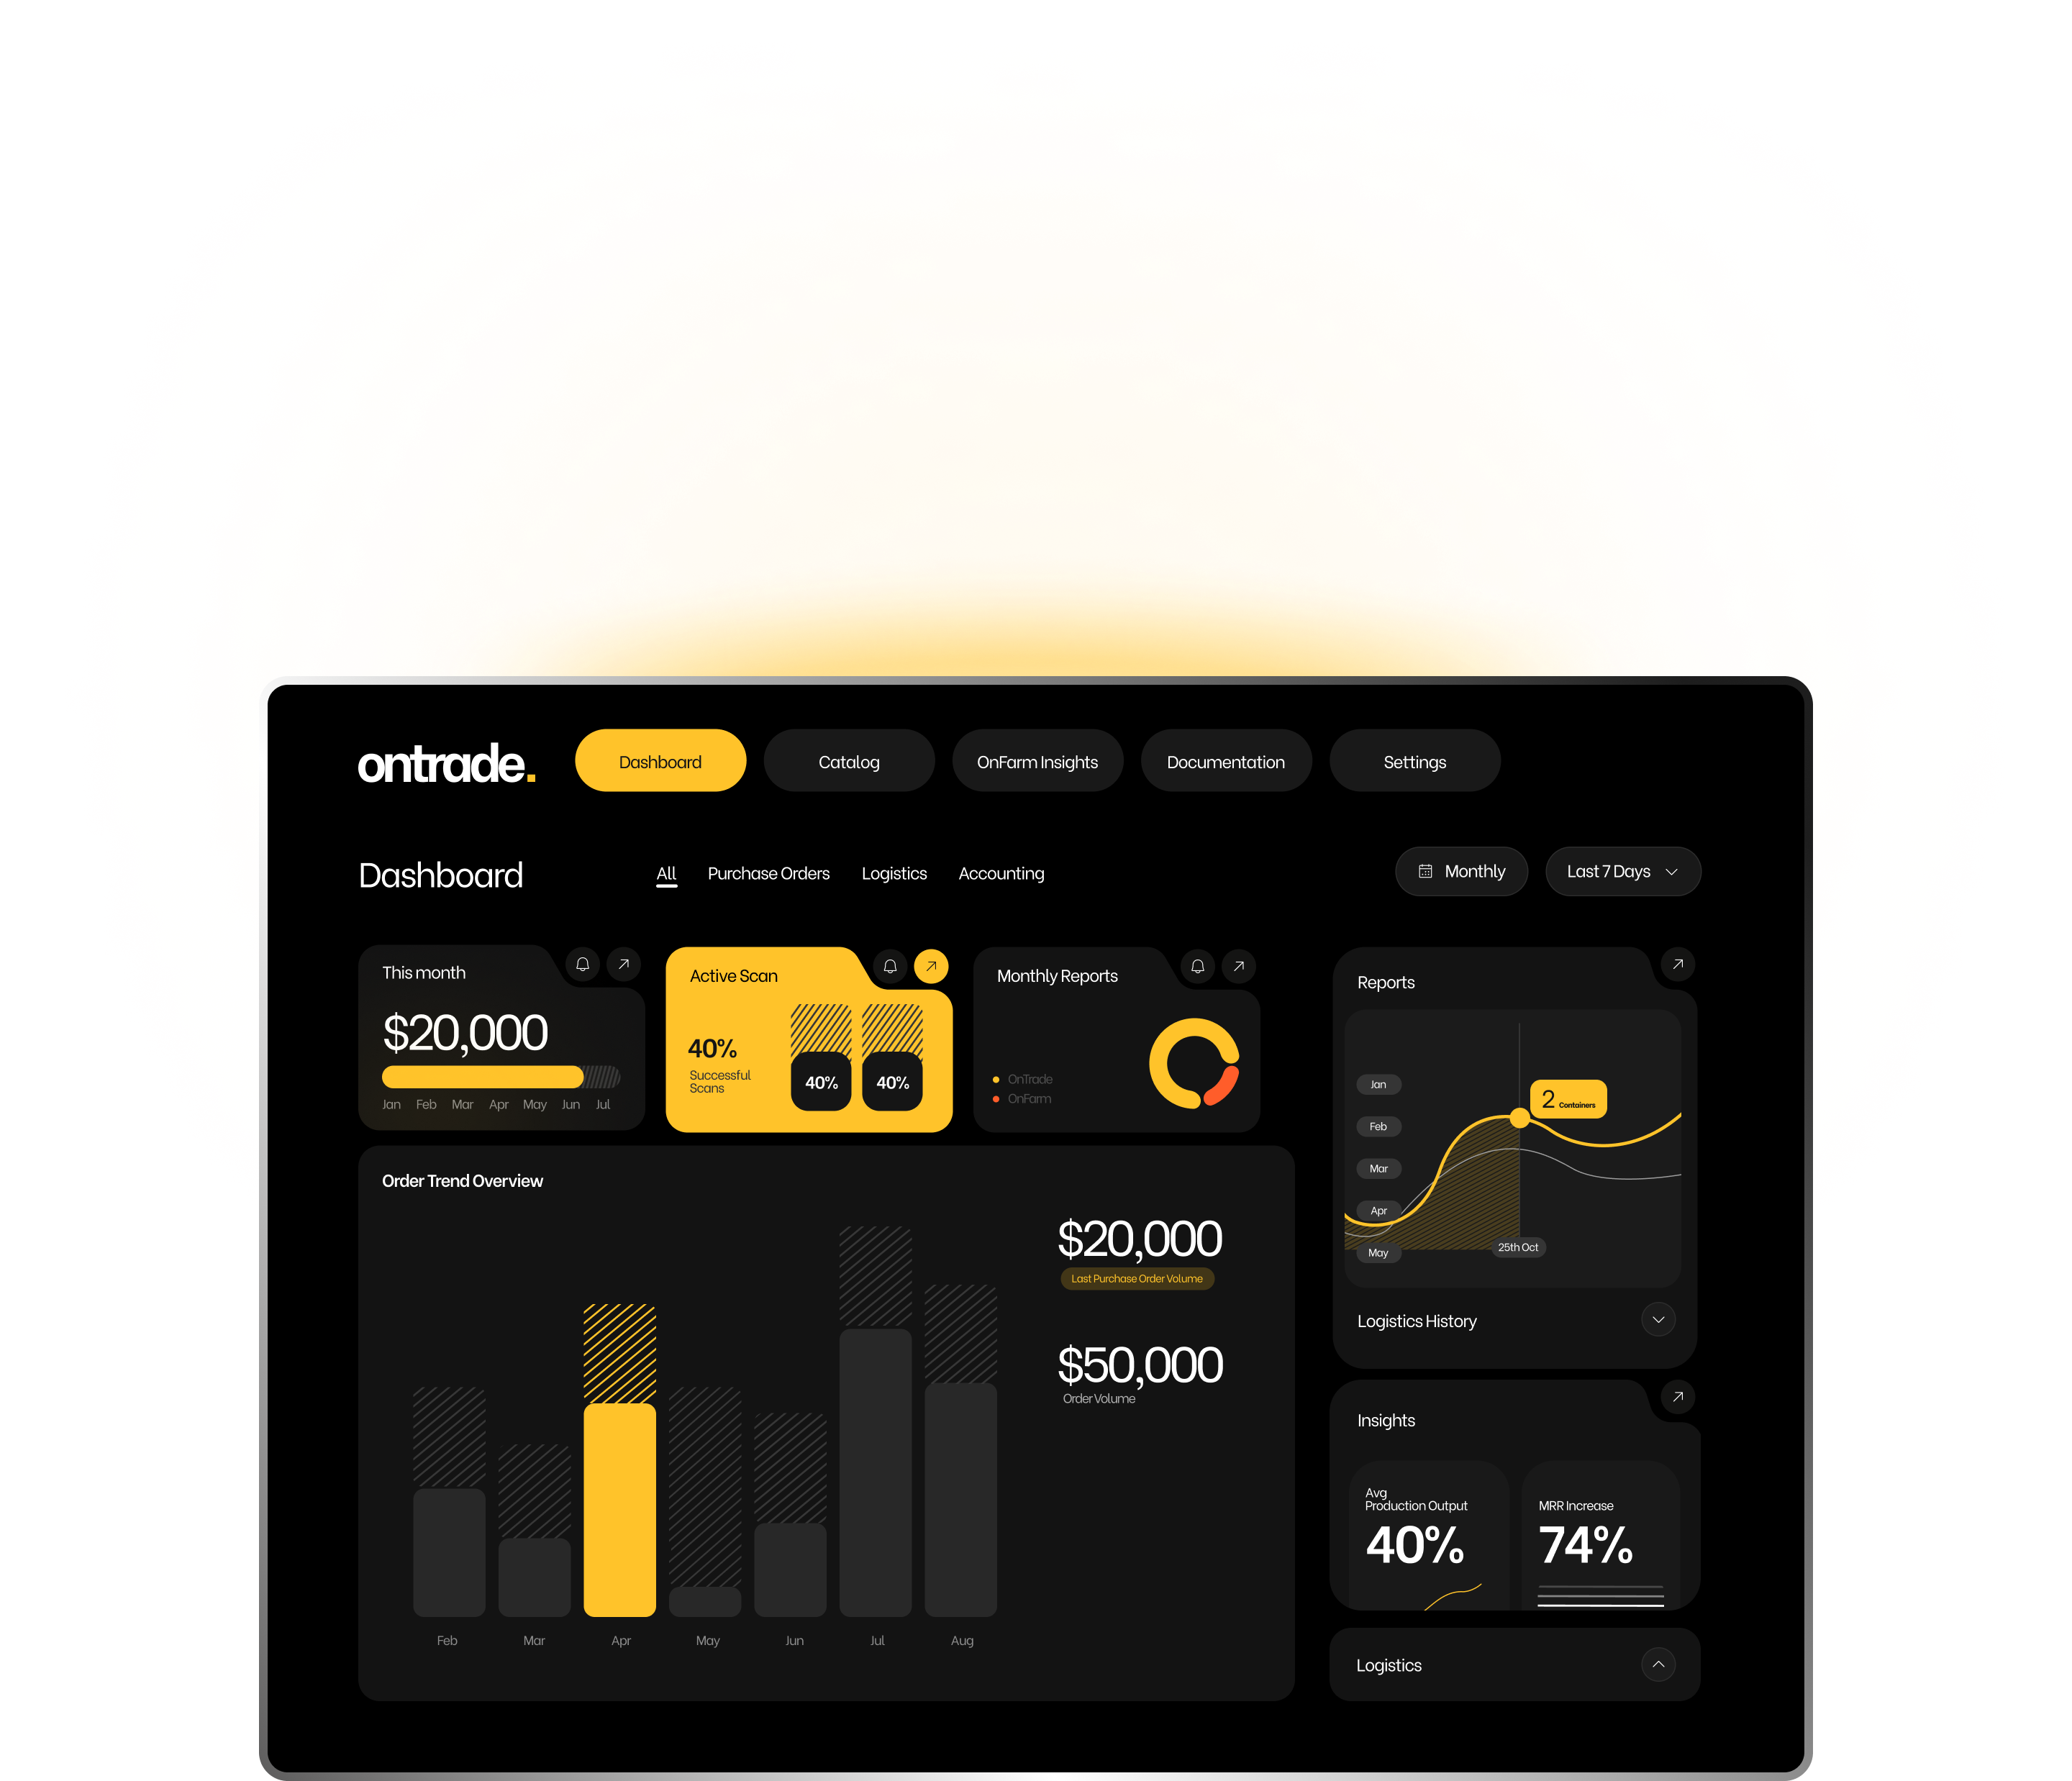 ontrade.
Dashboard
Catalog
OnFarm Insights
Documentation
Settings
Dashboard
All
Purchase Orders
Logistics
Accounting
Monthly
Last 7 Days
This month
$20,000
Jan Feb Mar Apr May Jun Jul
Active Scan
40%
Successful
Scans
40%
40%
Monthly Reports
OnTrade
OnFarm
Reports
Jan
Feb
Mar
Apr
May
2 Containers
25th Oct
Logistics History
Order Trend Overview
$20,000
Last Purchase Order Volume
$50,000
Order Volume
Feb Mar Apr May Jun Jul Aug
Insights
Avg
Production Output
40%
MRR Increase
74%
Logistics